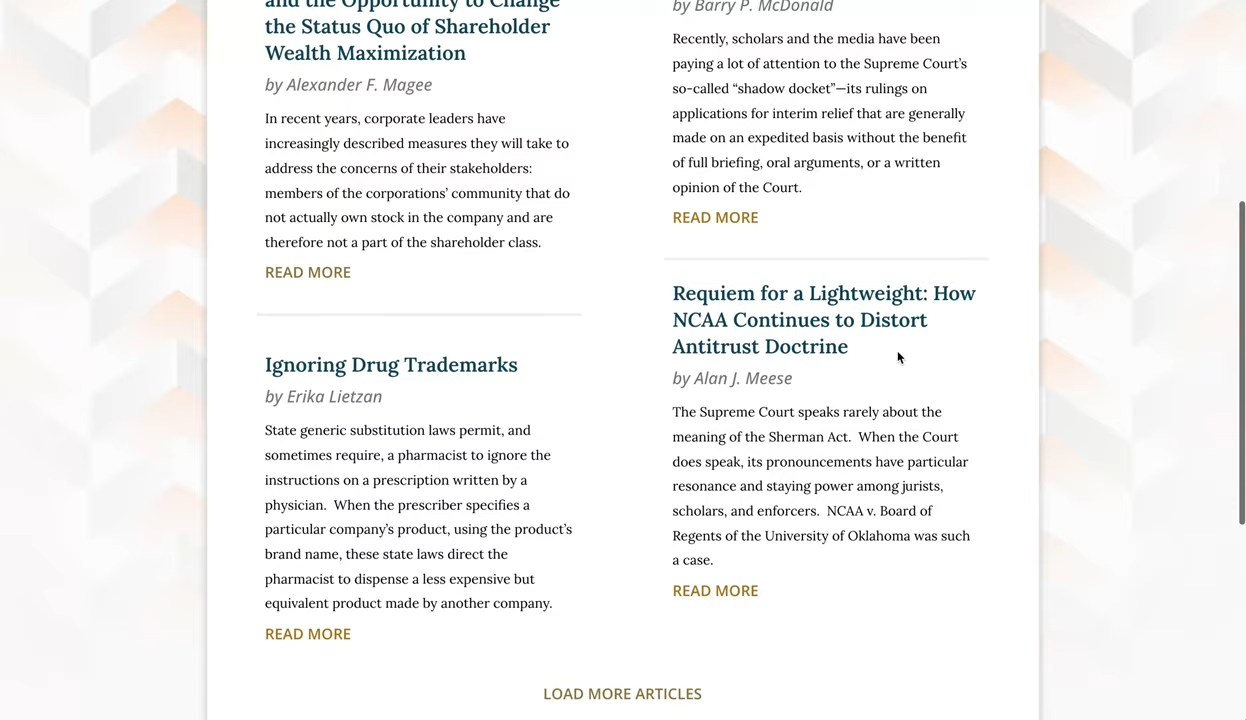 and the Opportunity to Change
the Status Quo of Shareholder
Wealth Maximization
by Alexander F. Magee
In recent years, corporate leaders have
increasingly described measures they will take to
address the concerns of their stakeholders:
members of the corporations’ community that do
not actually own stock in the company and are
therefore not a part of the shareholder class.
READ MORE
Ignoring Drug Trademarks
by Erika Lietzan
State generic substitution laws permit, and
sometimes require, a pharmacist to ignore the
instructions on a prescription written by a
physician.  When the prescriber specifies a
particular company’s product, using the product’s
brand name, these state laws direct the
pharmacist to dispense a less expensive but
equivalent product made by another company.
READ MORE
by Barry P. McDonald
Recently, scholars and the media have been
paying a lot of attention to the Supreme Court’s
so-called “shadow docket”—its rulings on
applications for interim relief that are generally
made on an expedited basis without the benefit
of full briefing, oral arguments, or a written
opinion of the Court.
READ MORE
Requiem for a Lightweight: How
NCAA Continues to Distort
Antitrust Doctrine
by Alan J. Meese
The Supreme Court speaks rarely about the
meaning of the Sherman Act.  When the Court
does speak, its pronouncements have particular
resonance and staying power among jurists,
scholars, and enforcers.  NCAA v. Board of
Regents of the University of Oklahoma was such
a case.
READ MORE
LOAD MORE ARTICLES